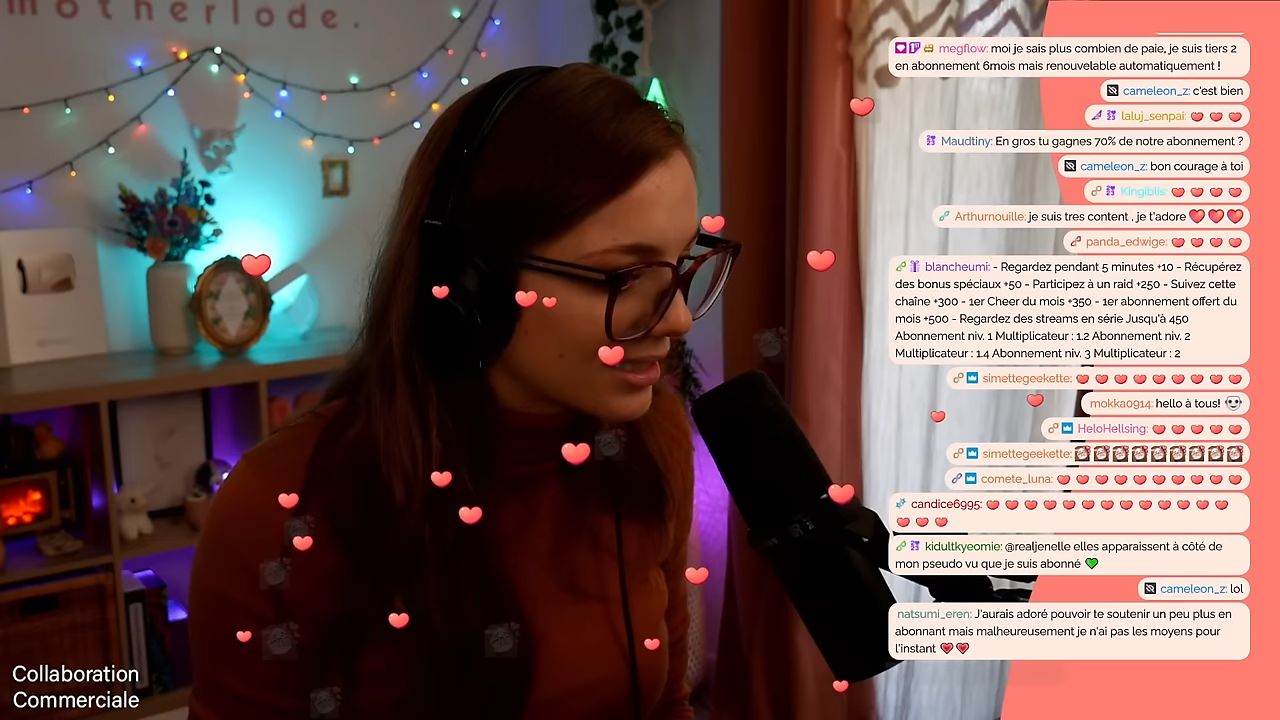 motherlode.
megflow: moi je sais plus combien de paie, je suis tiers 2
en abonnement 6mois mais renouvelable automatiquement !
cameleon_z: c'est bien
laluj_senpai:
Maudtiny: En gros tu gagnes 70% de notre abonnement ?
cameleon_z: bon courage à toi
Kingiblis:
Arthurnouille: je suis tres content , je t'adore
panda_edwige:
blancheumi: - Regardez pendant 5 minutes +10 - Récupérez
des bonus spéciaux +50 - Participez à un raid +250 - Suivez cette
chaîne +300 - 1er Cheer du mois +350 - 1er abonnement offert du
mois +500 - Regardez des streams en série Jusqu'à 450
Abonnement niv. 1 Multiplicateur : 1.2 Abonnement niv. 2
Multiplicateur : 1.4 Abonnement niv. 3 Multiplicateur : 2
simettegeekette:
mokka0914: hello à tous!
HeloHellsing:
simettegeekette:
comete_luna:
candice6995:
kidultkyeomie: @realjenelle elles apparaissent à côté de
mon pseudo vu que je suis abonné
cameleon_z: lol
natsumi_eren: J'aurais adoré pouvoir te soutenir un peu plus en
abonnant mais malheureusement je n'ai pas les moyens pour
l'instant
Collaboration
Commerciale